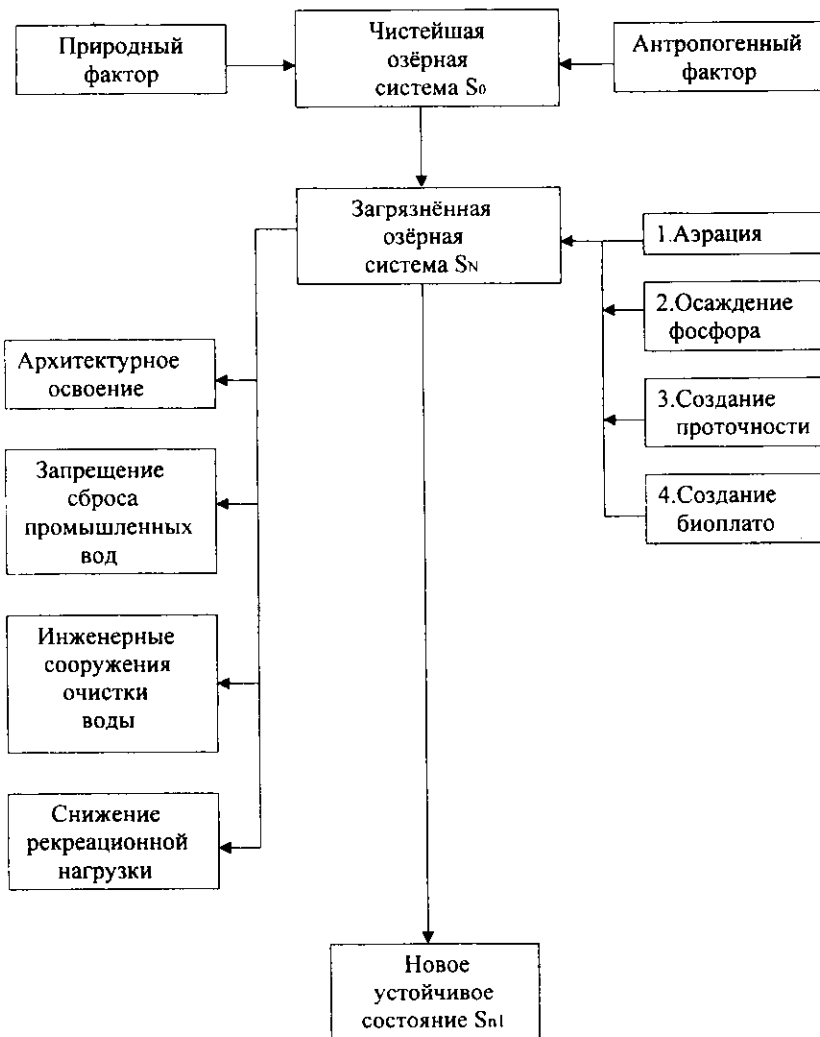 Природный
фактор
Чистейшая
озёрная
система S₀
Антропогенный
фактор
Загрязнённая
озёрная
система Sₙ
1.Аэрация
2.Осаждение
фосфора
3.Создание
проточности
4.Создание
биоплато
Архитектурное
освоение
Запрещение
сброса
промышленных
вод
Инженерные
сооружения
очистки
воды
Снижение
рекреационной
нагрузки
Новое
устойчивое
состояние Sn1